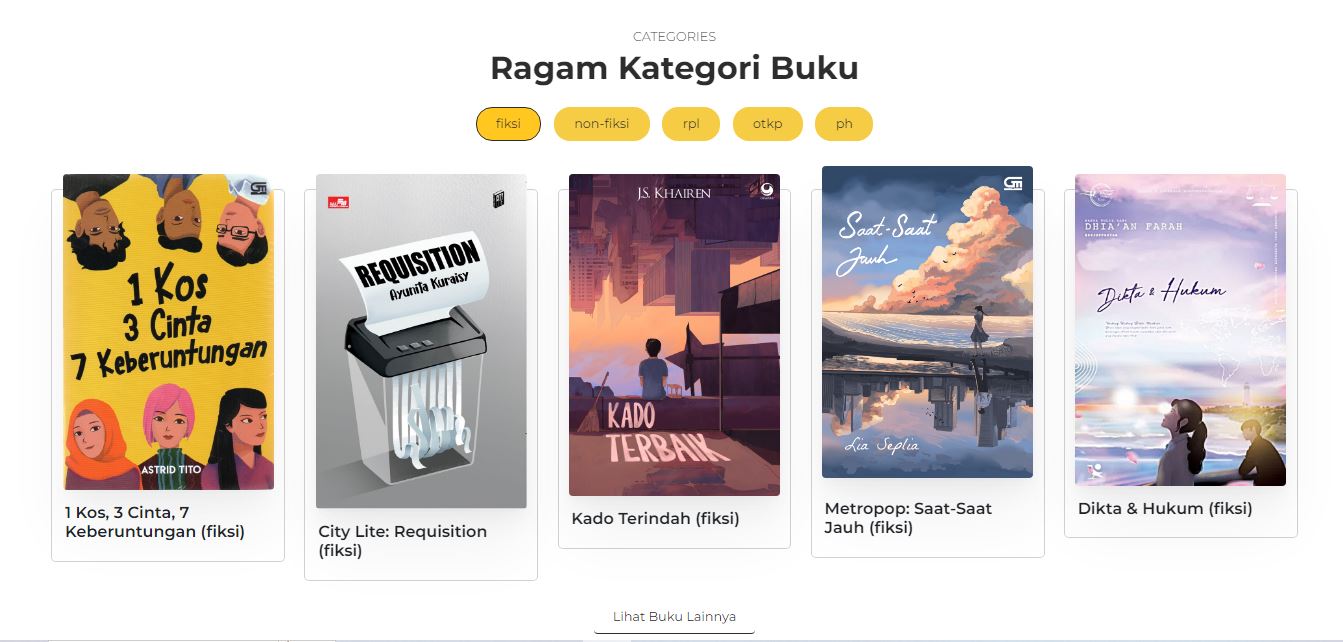 CATEGORIES
Ragam Kategori Buku
fiksi
non-fiksi
rpl
otkp
ph
1 Kos
3 Cinta
7 Keberuntungan
ASTRID TITO
1 Kos, 3 Cinta, 7
Keberuntungan (fiksi)
REQUISITION
Ayunita Kuraisy
City Lite: Requisition
(fiksi)
J.S. KHAIREN
KADO
TERBAIK
Kado Terindah (fiksi)
Saat-Saat
Jauh
Lia Seplia
Metropop: Saat-Saat
Jauh (fiksi)
DHIA'AN FARAH
Dikta & Hukum
Dikta & Hukum (fiksi)
Lihat Buku Lainnya